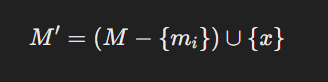 M′ = (M − {mᵢ}) ∪ {x}